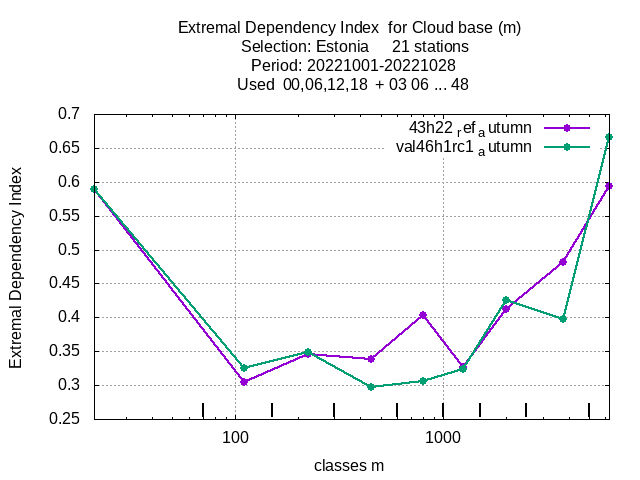 Extremal Dependency Index  for Cloud base (m)
Selection: Estonia     21 stations
Period: 20221001-20221028
Used  00,06,12,18  + 03 06 ... 48
43h22 ref autumn
val46h1rc1 autumn
0.7
0.65
0.6
0.55
0.5
0.45
0.4
0.35
0.3
0.25
Extremal Dependency Index
100
1000
classes m